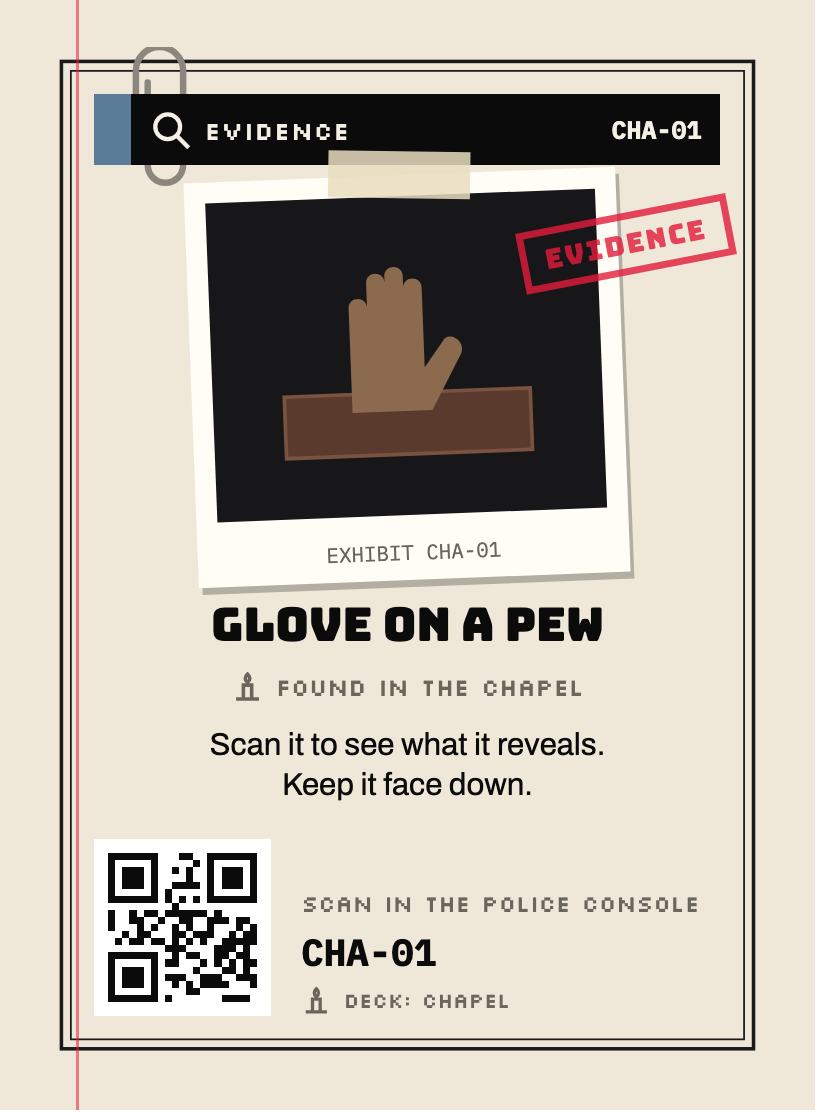 EVIDENCE CHA-01
EVIDENCE
EXHIBIT CHA-01
GLOVE ON A PEW
FOUND IN THE CHAPEL
Scan it to see what it reveals.
Keep it face down.
SCAN IN THE POLICE CONSOLE
CHA-01
DECK: CHAPEL